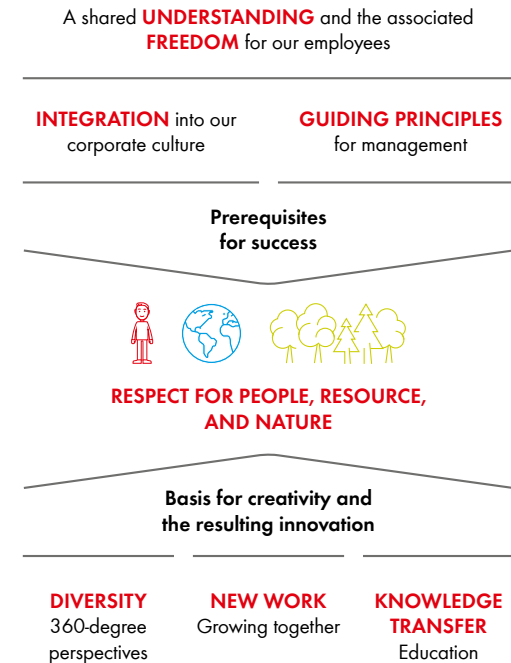 A shared UNDERSTANDING and the associated
FREEDOM for our employees
INTEGRATION into our
corporate culture
GUIDING PRINCIPLES
for management
Prerequisites
for success
RESPECT FOR PEOPLE, RESOURCE,
AND NATURE
Basis for creativity and
the resulting innovation
DIVERSITY
360-degree
perspectives
NEW WORK
Growing together
KNOWLEDGE
TRANSFER
Education